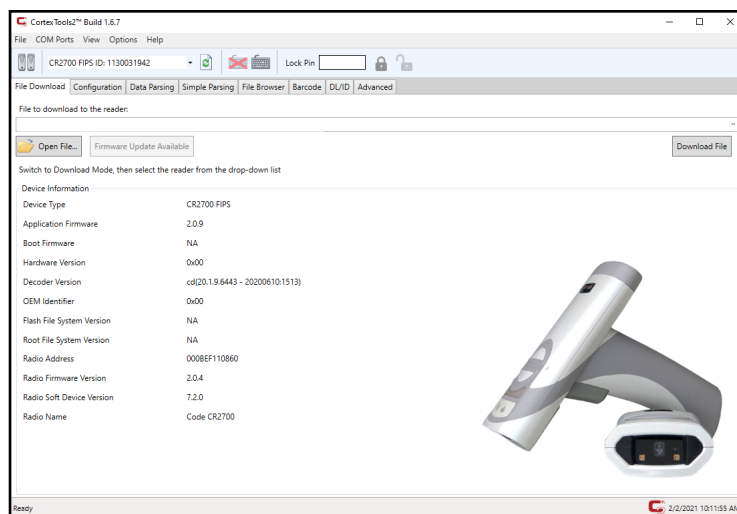 CortexTools2™ Build 1.6.7
File COM Ports View Options Help
CR2700 FIPS ID: 1130031942 Lock Pin
File Download Configuration Data Parsing Simple Parsing File Browser Barcode DL/ID Advanced
File to download to the reader:
Open File... Firmware Update Available Download File
Switch to Download Mode, then select the reader from the drop-down list
Device Information
Device Type CR2700 FIPS
Application Firmware 2.0.9
Boot Firmware NA
Hardware Version 0x00
Decoder Version cd(20.1.9.6443 - 20200610:1513)
OEM Identifier 0x00
Flash File System Version NA
Root File System Version NA
Radio Address 000BEF110860
Radio Firmware Version 2.0.4
Radio Soft Device Version 7.2.0
Radio Name Code CR2700
Ready 2/2/2021 10:11:55 AM